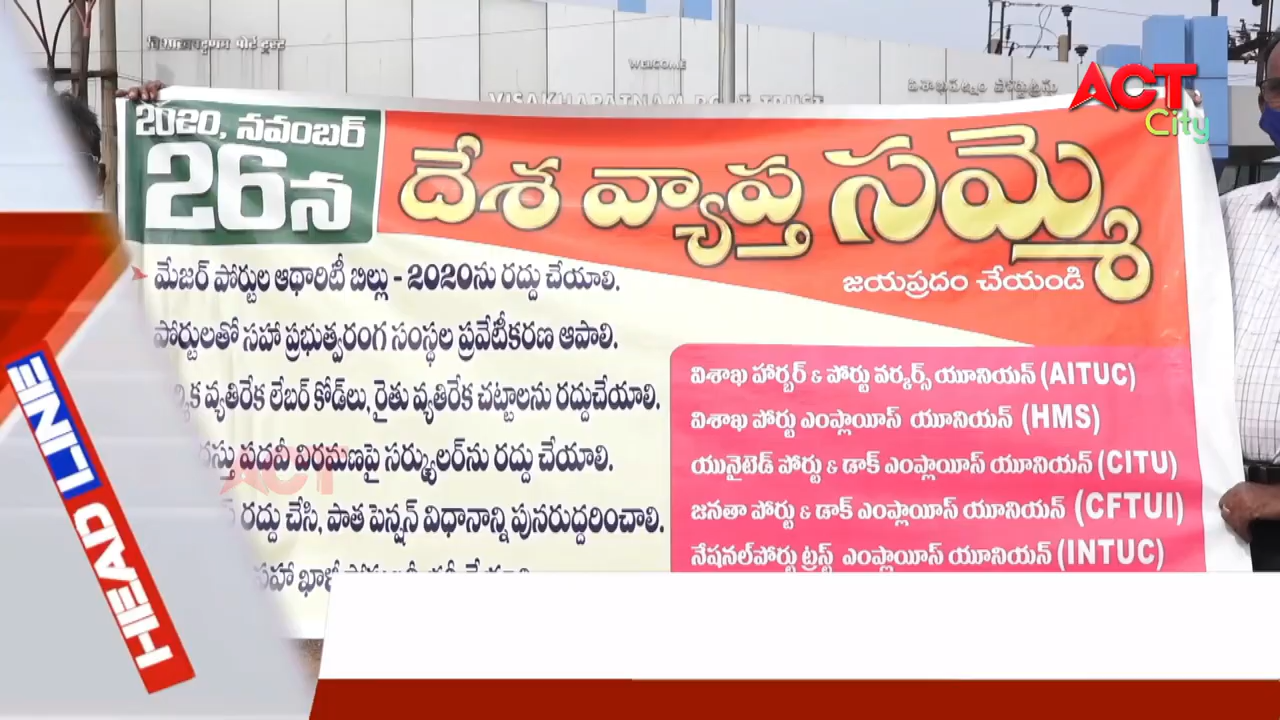 WELCOME
VISAKHAPATNAM PORT TRUST
ACT
City
2020, నవంబర్
26న
దేశ వ్యాప్త సమ్మె
జయప్రదం చేయండి
మేజర్ పోర్టుల ఆథారిటీ బిల్లు - 2020ను రద్దు చేయాలి.
పోర్టులతో సహా ప్రభుత్వరంగ సంస్థల ప్రవేటీకరణ ఆపాలి.
వ్యతిరేక లేబర్ కోడ్‌లు, రైతు వ్యతిరేక చట్టాలను రద్దుచేయాలి.
పదవీ విరమణపై సర్క్యులర్‌ను రద్దు చేయాలి.
రద్దు చేసి, పాత పెన్షన్ విధానాన్ని పునరుద్దరించాలి.
విశాఖ హార్బర్ & పోర్టు వర్కర్స్ యూనియన్ (AITUC)
విశాఖ పోర్టు ఎంప్లాయీస్ యూనియన్ (HMS)
యునైటెడ్ పోర్టు & డాక్ ఎంప్లాయీస్ యూనియన్ (CITU)
జనతా పోర్టు & డాక్ ఎంప్లాయీస్ యూనియన్ (CFTUI)
నేషనల్‌పోర్టు ట్రస్ట్ ఎంప్లాయీస్ యూనియన్ (INTUC)
HEAD LINE
ACT